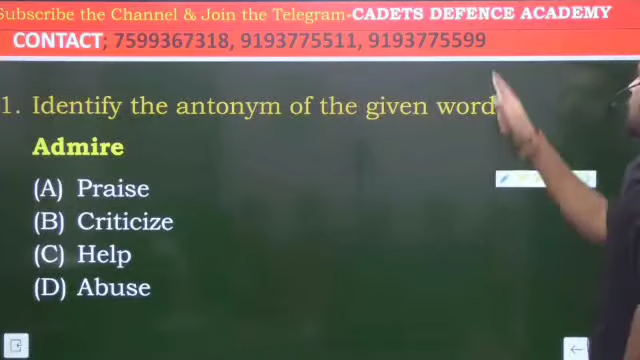 Subscribe the Channel & Join the Telegram-CADETS DEFENCE ACADEMY
CONTACT; 7599367318, 9193775511, 9193775599
1. Identify the antonym of the given word
Admire
(A) Praise
(B) Criticize
(C) Help
(D) Abuse